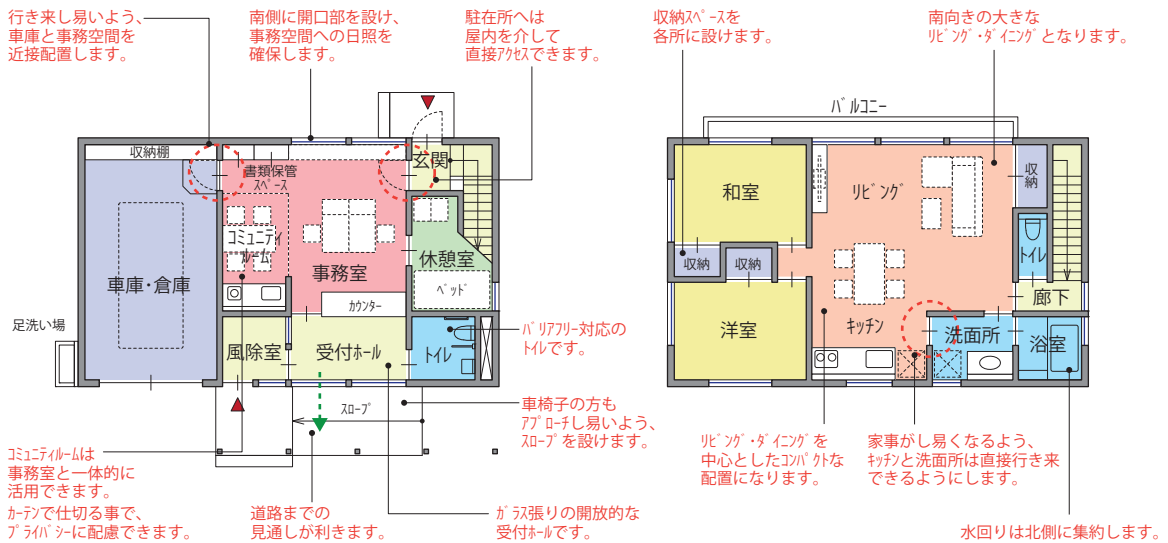 行き来し易いよう、
車庫と事務空間を
近接配置します。
南側に開口部を設け、
事務空間への日照を
確保します。
駐在所へは
屋内を介して
直接ｱｸｾｽできます。
収納ｽﾍﾟｰｽを
各所に設けます。
南向きの大きな
ﾘﾋﾞﾝｸﾞ･ﾀﾞｲﾆﾝｸﾞとなります。
収納棚
書類保管
ｽﾍﾟｰｽ
玄関
ｺﾐｭﾆﾃｨ
ﾙｰﾑ
事務室
休憩室
ﾍﾞｯﾄﾞ
車庫・倉庫
ｶｳﾝﾀｰ
足洗い場
風除室
受付ﾎｰﾙ
ﾄｲﾚ
ｽﾛｰﾌﾟ
ﾊﾞﾙｺﾆｰ
和室
ﾘﾋﾞﾝｸﾞ
収納
ﾄｲﾚ
収納
収納
廊下
洋室
ｷｯﾁﾝ
洗面所
浴室
ﾊﾞﾘｱﾌﾘｰ対応の
ﾄｲﾚです。
車椅子の方も
ｱﾌﾟﾛｰﾁし易いよう、
ｽﾛｰﾌﾟを設けます。
ｺﾐｭﾆﾃｨﾙｰﾑは
事務室と一体的に
活用できます。
ｶｰﾃﾝで仕切る事で、
ﾌﾟﾗｲﾊﾞｼｰに配慮できます。
道路までの
見通しが利きます。
ｶﾞﾗｽ張りの開放的な
受付ﾎｰﾙです。
ﾘﾋﾞﾝｸﾞ･ﾀﾞｲﾆﾝｸﾞを
中心としたｺﾝﾊﾟｸﾄな
配置になります。
家事がし易くなるよう、
ｷｯﾁﾝと洗面所は直接行き来
できるようにします。
水回りは北側に集約します。